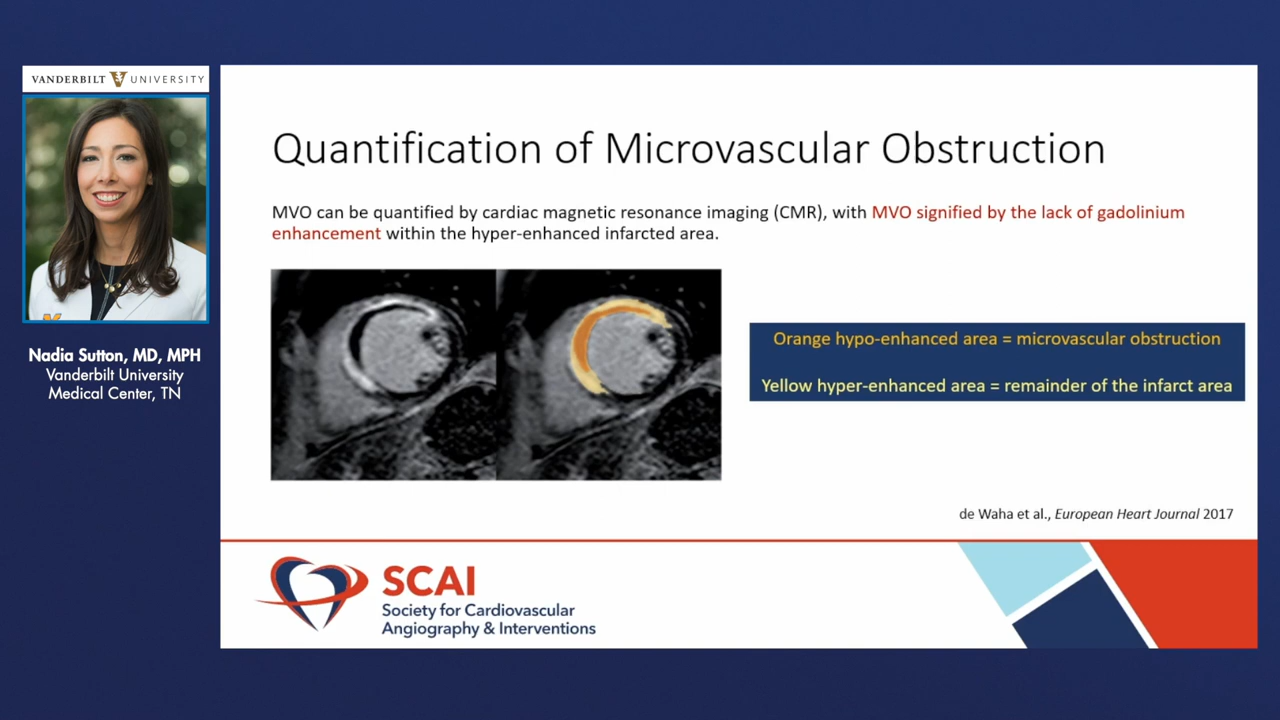 VANDERBILT UNIVERSITY
Nadia Sutton, MD, MPH
Vanderbilt University
Medical Center, TN
Quantification of Microvascular Obstruction
MVO can be quantified by cardiac magnetic resonance imaging (CMR), with MVO signified by the lack of gadolinium
enhancement within the hyper-enhanced infarcted area.
Orange hypo-enhanced area = microvascular obstruction
Yellow hyper-enhanced area = remainder of the infarct area
de Waha et al., European Heart Journal 2017
SCAI
Society for Cardiovascular
Angiography & Interventions